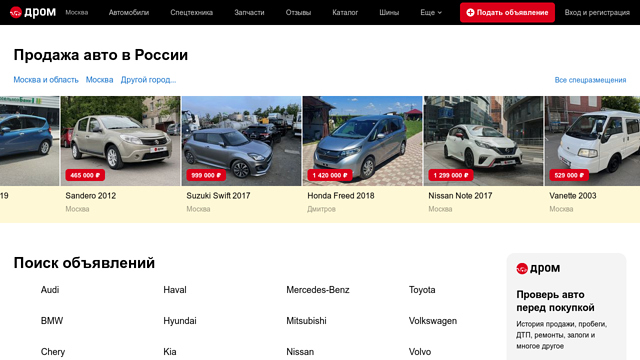 дром Москва Автомобили Спецтехника Запчасти Отзывы Каталог Шины Еще Подать объявление Вход и регистрация
Продажа авто в России
Москва и область Москва Другой город... Все спецразмещения
465 000 ₽ 999 000 ₽ 1 420 000 ₽ 1 299 000 ₽ 529 000 ₽
19 Sandero 2012 Suzuki Swift 2017 Honda Freed 2018 Nissan Note 2017 Vanette 2003
Москва Москва Дмитров Москва Москва
Поиск объявлений
Audi Haval Mercedes-Benz Toyota
BMW Hyundai Mitsubishi Volkswagen
Chery Kia Nissan Volvo
дром
Проверь авто
перед покупкой
История продажи, пробеги,
ДТП, ремонты, залоги и
многое другое